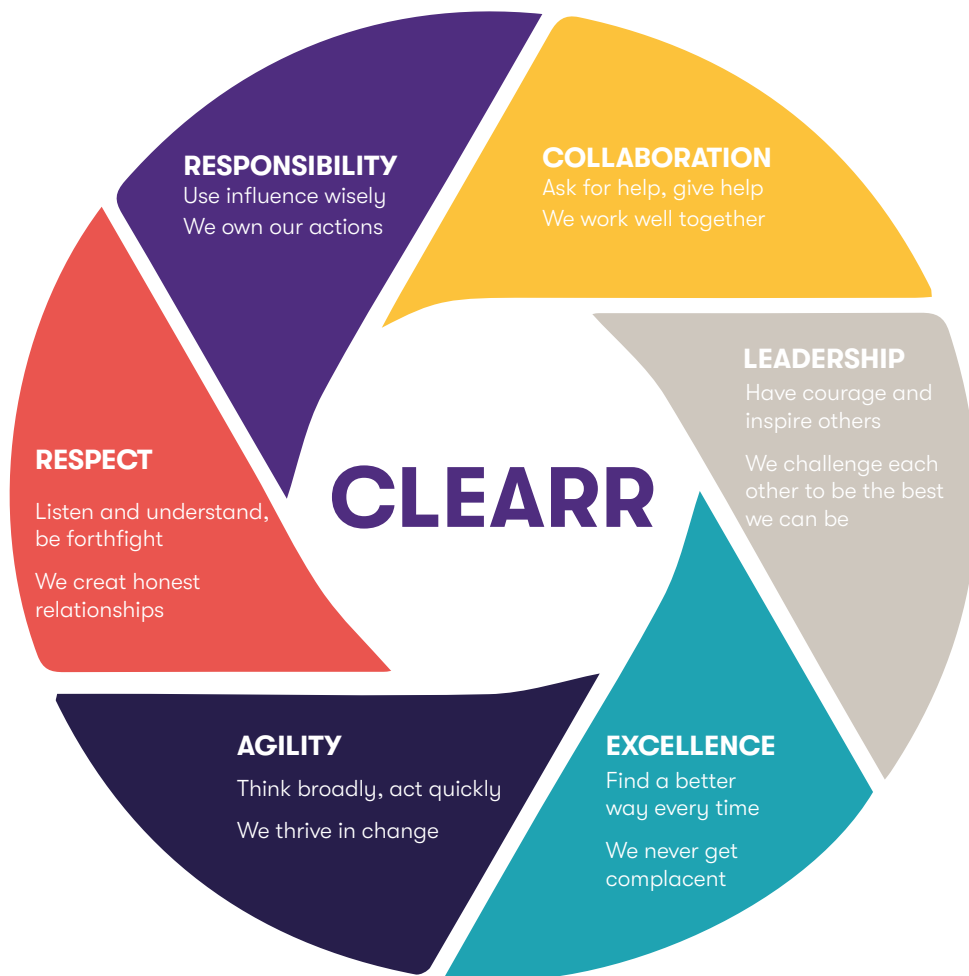 CLEARR
COLLABORATION
Ask for help, give help
We work well together
LEADERSHIP
Have courage and
inspire others
We challenge each
other to be the best
we can be
EXCELLENCE
Find a better
way every time
We never get
complacent
AGILITY
Think broadly, act quickly
We thrive in change
RESPECT
Listen and understand,
be forthfight
We creat honest
relationships
RESPONSIBILITY
Use influence wisely
We own our actions